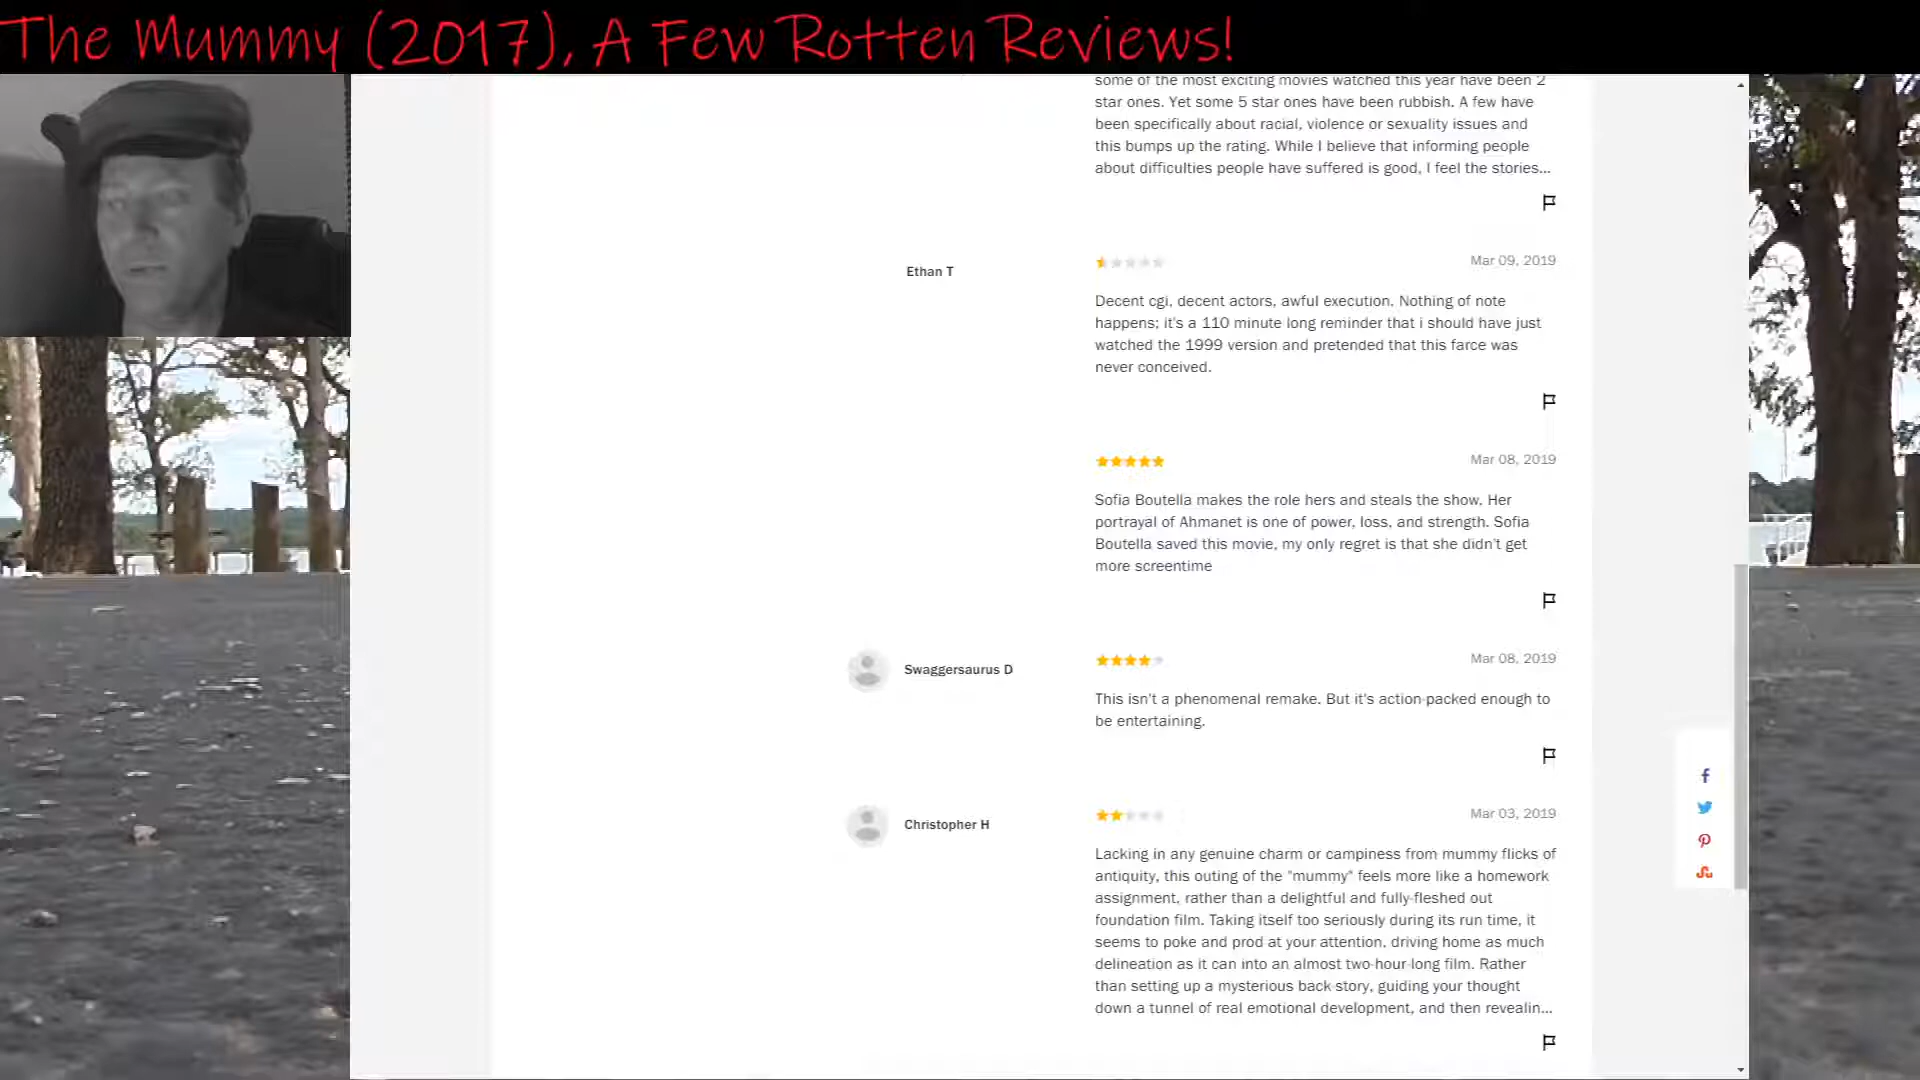 The Mummy (2017), A Few Rotten Reviews!
some of the most exciting movies watched this year have been 2
star ones. Yet some 5 star ones have been rubbish. A few have
been specifically about racial, violence or sexuality issues and
this bumps up the rating. While I believe that informing people
about difficulties people have suffered is good, I feel the stories...
Ethan T
Mar 09, 2019
Decent cgi, decent actors, awful execution. Nothing of note
happens; it's a 110 minute long reminder that i should have just
watched the 1999 version and pretended that this farce was
never conceived.
Mar 08, 2019
Sofia Boutella makes the role hers and steals the show. Her
portrayal of Ahmanet is one of power, loss, and strength. Sofia
Boutella saved this movie, my only regret is that she didn't get
more screentime
Swaggersaurus D
Mar 08, 2019
This isn't a phenomenal remake. But it's action-packed enough to
be entertaining.
Christopher H
Mar 03, 2019
Lacking in any genuine charm or campiness from mummy flicks of
antiquity, this outing of the "mummy" feels more like a homework
assignment, rather than a delightful and fully-fleshed out
foundation film. Taking itself too seriously during its run time, it
seems to poke and prod at your attention, driving home as much
delineation as it can into an almost two-hour-long film. Rather
than setting up a mysterious back-story, guiding your thought
down a tunnel of real emotional development, and then revealin...